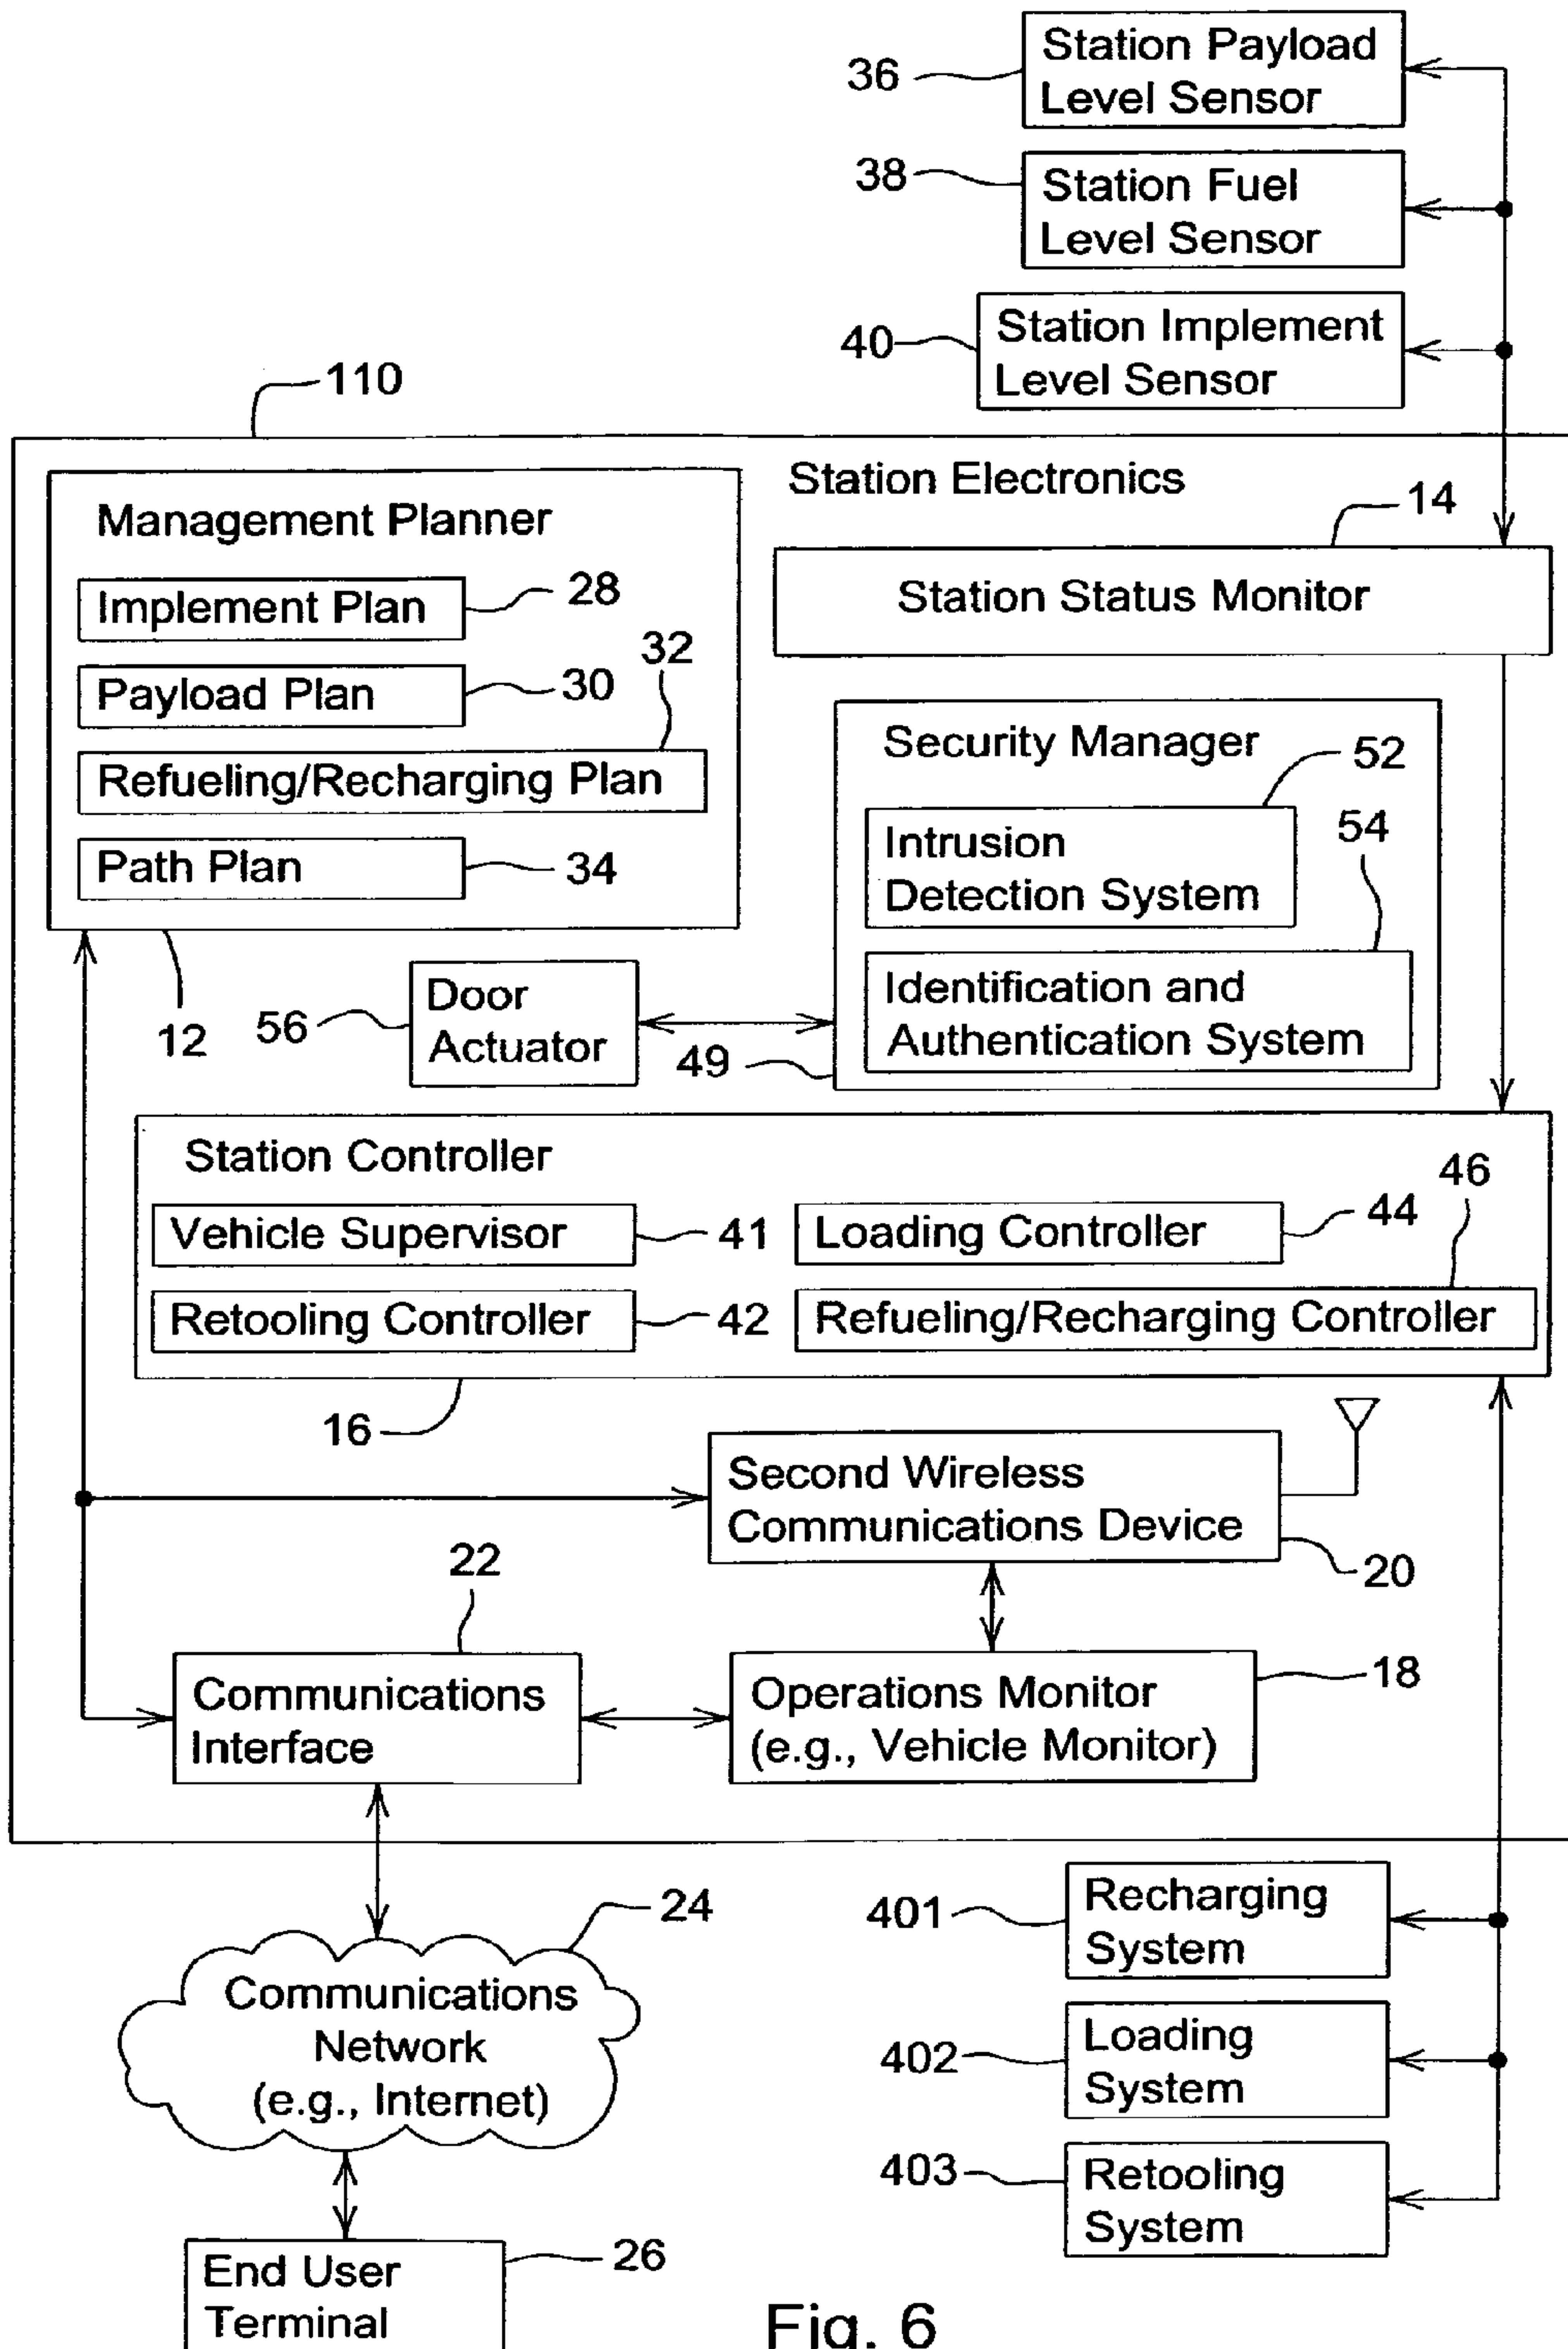 36
Station Payload
Level Sensor
38
Station Fuel
Level Sensor
40
Station Implement
Level Sensor
110
Station Electronics
Management Planner
Implement Plan
28
Payload Plan
30
32
Refueling/Recharging Plan
Path Plan
34
12
14
Station Status Monitor
Security Manager
52
Intrusion
Detection System
54
Identification and
Authentication System
49
56
Door
Actuator
Station Controller
Vehicle Supervisor
41
Loading Controller
44
46
Retooling Controller
42
Refueling/Recharging Controller
16
Second Wireless
Communications Device
20
22
Communications
Interface
Operations Monitor
(e.g., Vehicle Monitor)
18
24
Communications
Network
(e.g., Internet)
401
Recharging
System
402
Loading
System
403
Retooling
System
End User
Terminal
26
Fig. 6